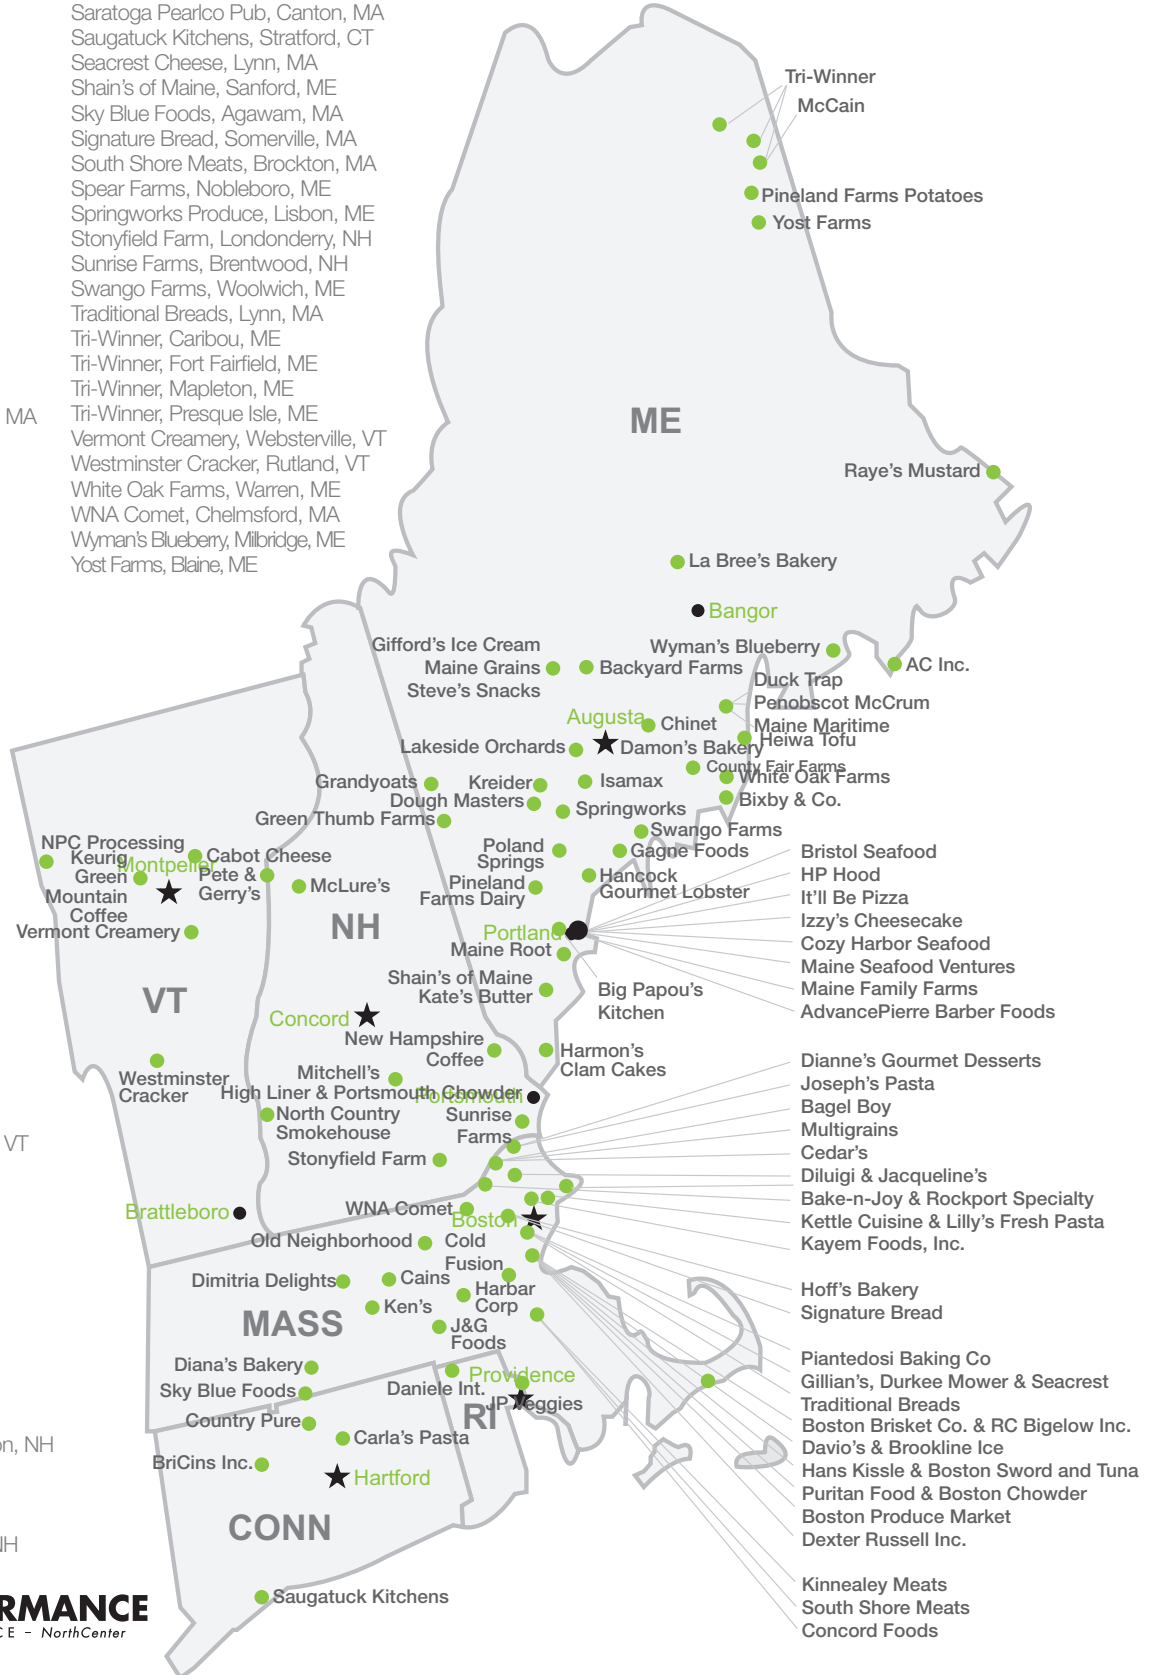 Saratoga Pearlco Pub, Canton, MA
Saugatuck Kitchens, Stratford, CT
Seacrest Cheese, Lynn, MA
Shain's of Maine, Sanford, ME
Sky Blue Foods, Agawam, MA
Signature Bread, Somerville, MA
South Shore Meats, Brockton, MA
Spear Farms, Nobleboro, ME
Springworks Produce, Lisbon, ME
Stonyfield Farm, Londonderry, NH
Sunrise Farms, Brentwood, NH
Swango Farms, Woolwich, ME
Traditional Breads, Lynn, MA
Tri-Winner, Caribou, ME
Tri-Winner, Fort Fairfield, ME
Tri-Winner, Mapleton, ME
MA
Tri-Winner, Presque Isle, ME
Vermont Creamery, Websterville, VT
Westminster Cracker, Rutland, VT
White Oak Farms, Warren, ME
WNA Comet, Chelmsford, MA
Wyman's Blueberry, Milbridge, ME
Yost Farms, Blaine, ME
Tri-Winner
McCain
Pineland Farms Potatoes
Yost Farms
ME
Raye's Mustard
La Bree's Bakery
Bangor
Gifford's Ice Cream
Maine Grains
Steve's Snacks
Backyard Farms
Wyman's Blueberry
AC Inc.
Duck Trap
Penobscot McCrum
Maine Maritime
Heiwa Tofu
Augusta
Chinet
Lakeside Orchards
Damon's Bakery
County Fair Farms
White Oak Farms
Bixby & Co.
Grandyoats
Kreider
Isamax
Dough Masters
Springworks
Green Thumb Farms
Swango Farms
Poland
Springs
Gagne Foods
Pineland
Farms Dairy
Hancock
Gourmet Lobster
NPC Processing
Keurig
Green
Mountain
Coffee
Montpelier
Cabot Cheese
Pete &
Gerry's
McLure's
Vermont Creamery
NH
VT
Portland
Maine Root
Shain's of Maine
Kate's Butter
Big Papou's
Kitchen
Bristol Seafood
HP Hood
It'll Be Pizza
Izzy's Cheesecake
Cozy Harbor Seafood
Maine Seafood Ventures
Maine Family Farms
AdvancePierre Barber Foods
Concord
New Hampshire
Coffee
Harmon's
Clam Cakes
Westminster
Cracker
Mitchell's
High Liner & Portsmouth Chowder
Portsmouth
North Country
Smokehouse
Sunrise
Farms
Stonyfield Farm
VT
Brattleboro
Dianne's Gourmet Desserts
Joseph's Pasta
Bagel Boy
Multigrains
Cedar's
Diluigi & Jacqueline's
Bake-n-Joy & Rockport Specialty
Kettle Cuisine & Lilly's Fresh Pasta
Kayem Foods, Inc.
WNA Comet
Boston
Old Neighborhood
Cold
Fusion
Dimitria Delights
Cains
Harbar
Corp
Ken's
MASS
J&G
Foods
Hoff's Bakery
Signature Bread
Diana's Bakery
Sky Blue Foods
Daniele Int.
Providence
JP Veggies
RI
Country Pure
Carla's Pasta
BriCins Inc.
Hartford
CONN
Saugatuck Kitchens
Piantedosi Baking Co
Gillian's, Durkee Mower & Seacrest
Traditional Breads
Boston Brisket Co. & RC Bigelow Inc.
Davio's & Brookline Ice
Hans Kissle & Boston Sword and Tuna
Puritan Food & Boston Chowder
Boston Produce Market
Dexter Russell Inc.
Kinnealey Meats
South Shore Meats
Concord Foods
on, NH
NH
RMANCE
CE – NorthCenter